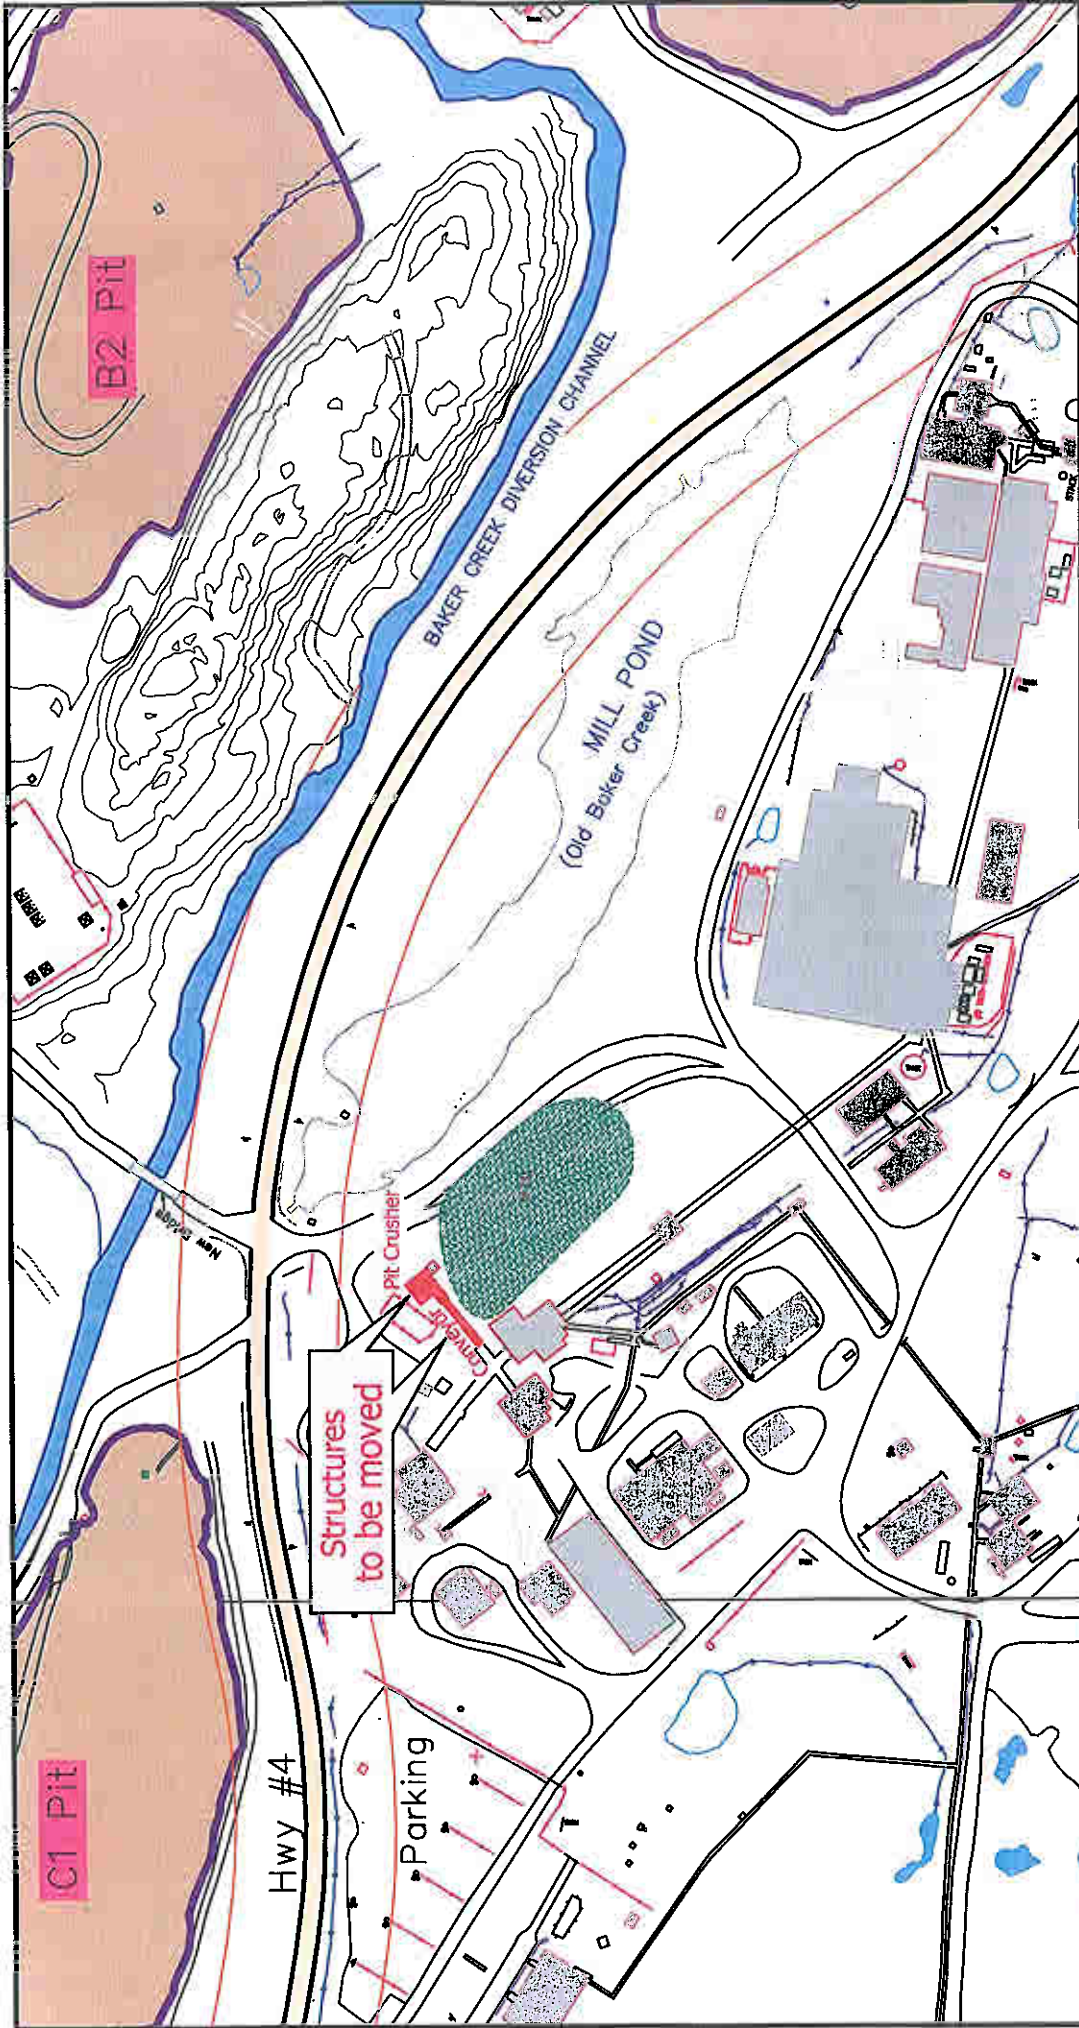 B2 Pit
BAKER CREEK DIVERSION CHANNEL
MILL POND
(Old Baker Creek)
STACK
New Bridge
Pit Crusher
Conveyor
Structures
to be moved
C1 Pit
Hwy #4
Parking